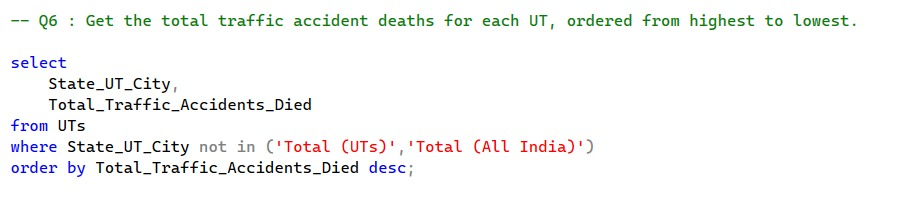 -- Q6 : Get the total traffic accident deaths for each UT, ordered from highest to lowest.
select
State_UT_City,
Total_Traffic_Accidents_Died
from UTs
where State_UT_City not in ('Total (UTs)','Total (All India)')
order by Total_Traffic_Accidents_Died desc;